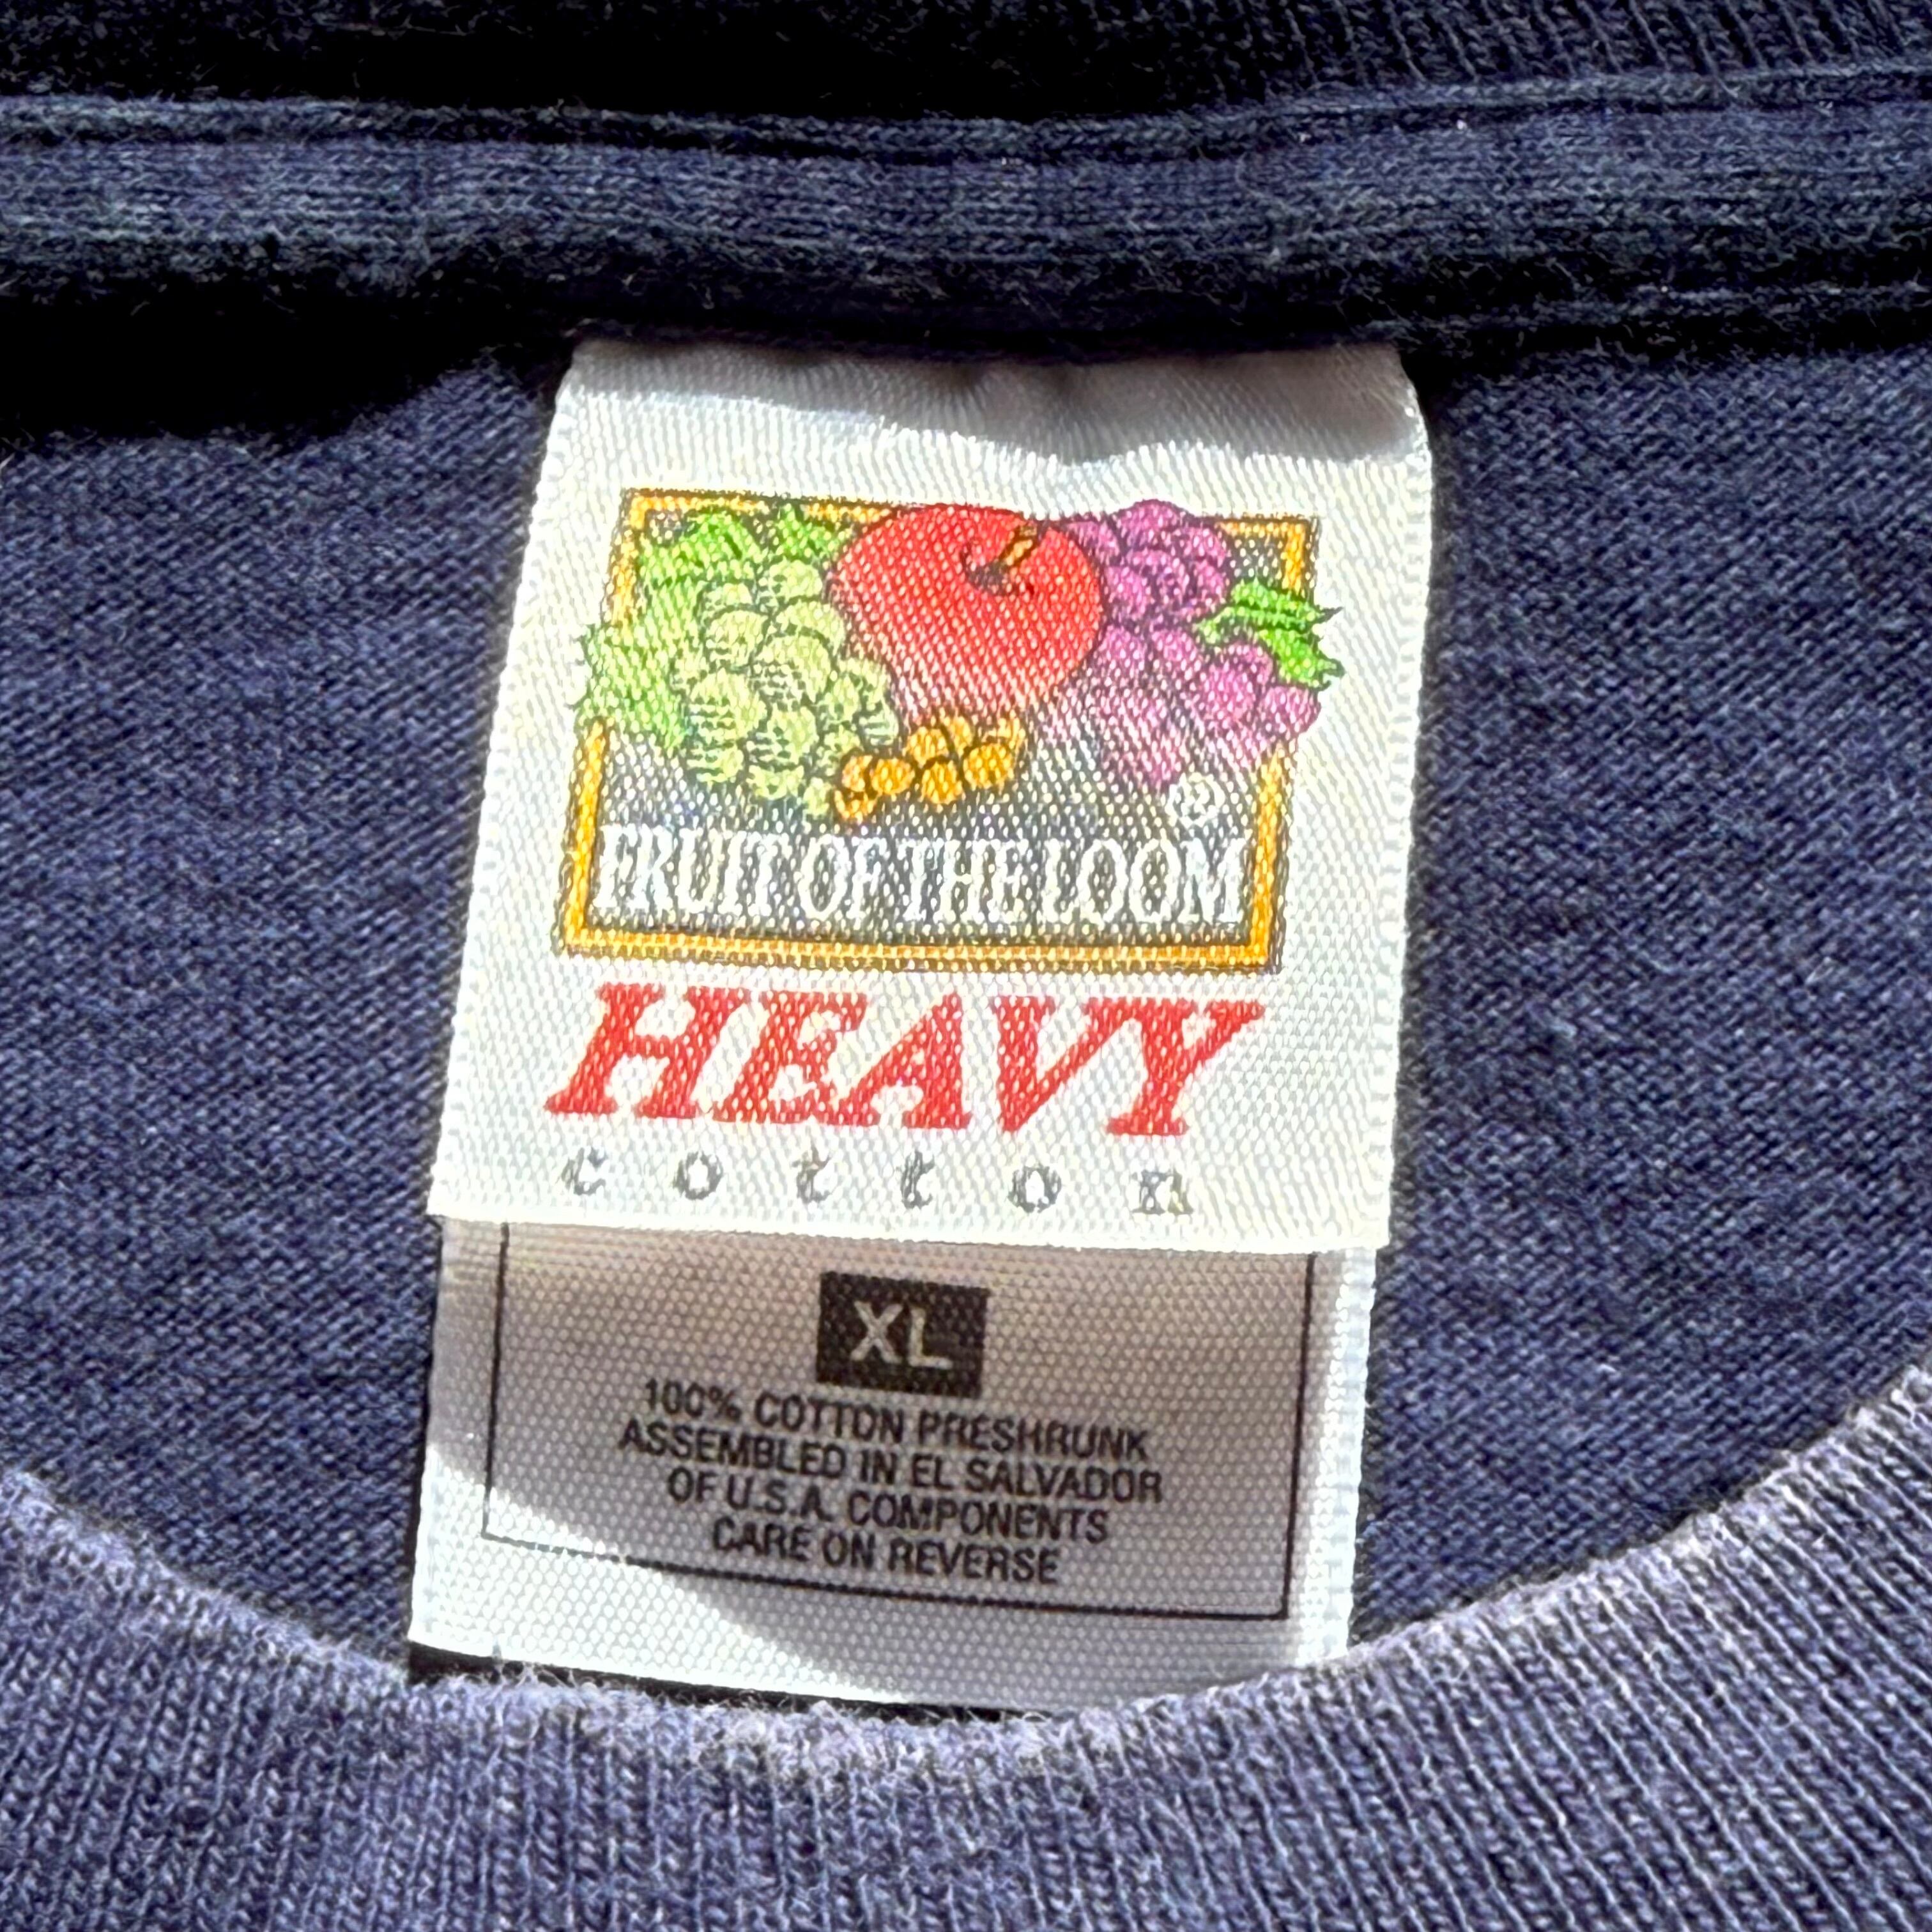 ®
FRUIT OF THE LOOM
HEAVY
cotton
XL
100% COTTON PRESHRUNK
ASSEMBLED IN EL SALVADOR
OF U.S.A. COMPONENTS
CARE ON REVERSE